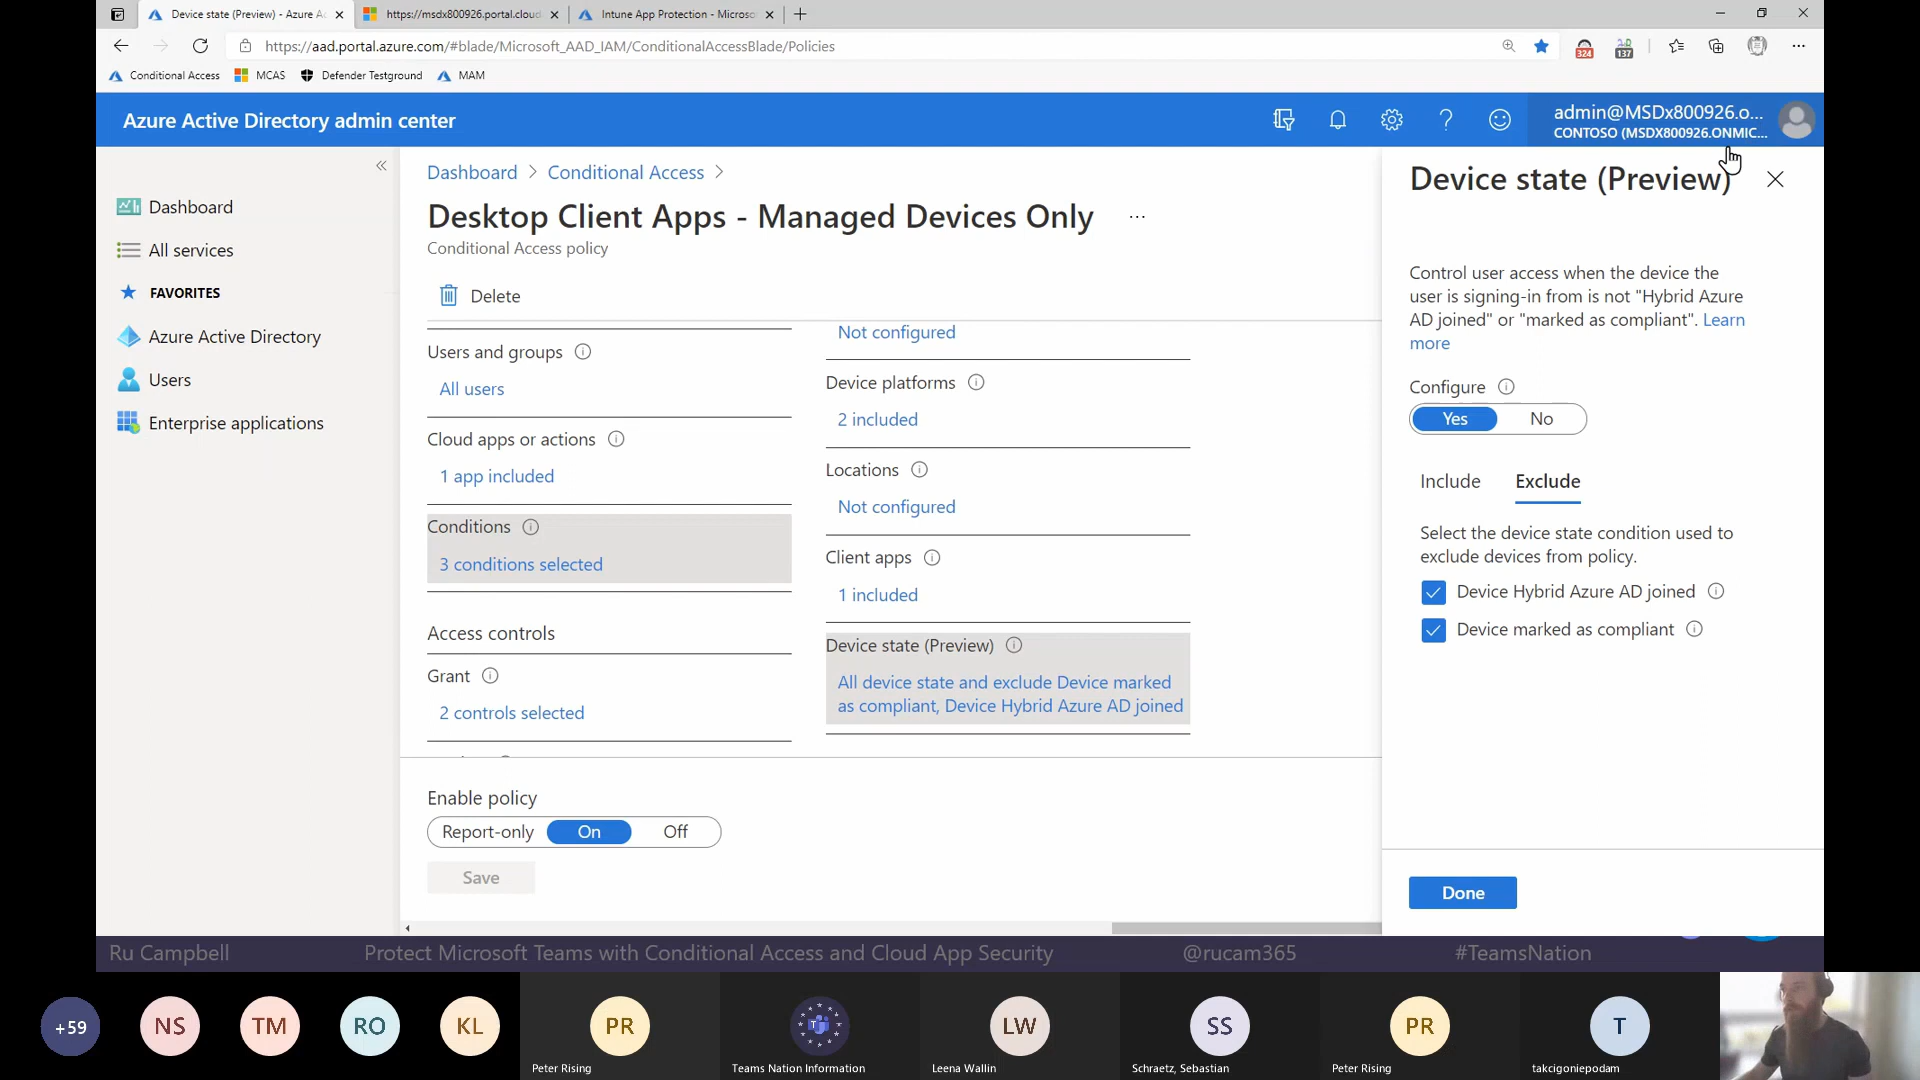 Device state (Preview) - Azure A
https://msdx800926.portal.cloud
Intune App Protection - Microso
https://aad.portal.azure.com/#blade/Microsoft_AAD_IAM/ConditionalAccessBlade/Policies
324
137
Conditional Access
MCAS
Defender Testground
MAM
Azure Active Directory admin center
admin@MSDx800926.o...
CONTOSO (MSDX800926.ONMIC...
Dashboard
All services
FAVORITES
Azure Active Directory
Users
Enterprise applications
Dashboard > Conditional Access >
Desktop Client Apps - Managed Devices Only ...
Conditional Access policy
Delete
Users and groups
All users
Cloud apps or actions
1 app included
Conditions
3 conditions selected
Access controls
Grant
2 controls selected
Not configured
Device platforms
2 included
Locations
Not configured
Client apps
1 included
Device state (Preview)
All device state and exclude Device marked
as compliant, Device Hybrid Azure AD joined
Enable policy
Report-only On Off
Save
Device state (Preview)
Control user access when the device the
user is signing-in from is not "Hybrid Azure
AD joined" or "marked as compliant". Learn
more
Configure
Yes No
Include Exclude
Select the device state condition used to
exclude devices from policy.
Device Hybrid Azure AD joined
Device marked as compliant
Done
Ru Campbell
Protect Microsoft Teams with Conditional Access and Cloud App Security
@rucam365
#TeamsNation
+59
NS
TM
RO
KL
PR
Peter Rising
Teams Nation Information
LW
Leena Wallin
SS
Schraetz, Sebastian
PR
Peter Rising
T
takcigoniepodam